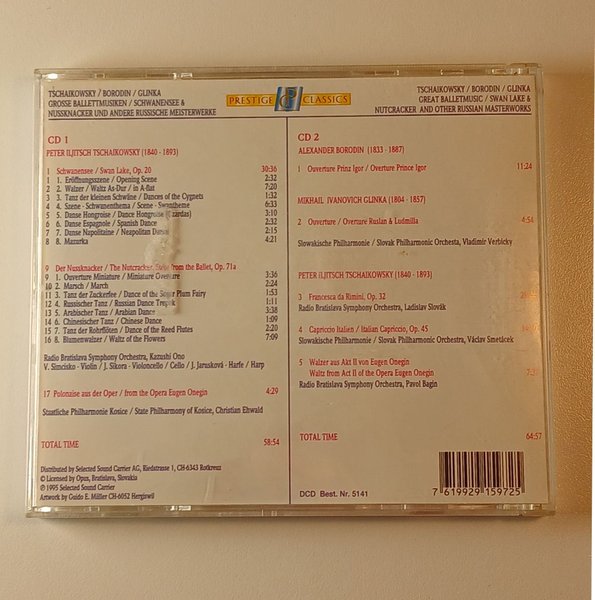 TSCHAIKOWSKY / BORODIN / GLINKA
GROSSE BALLETTMUSIKEN / SCHWANENSEE &
NUSSKNACKER UND ANDERE RUSSISCHE MEISTERWERKE
PRESTIGE CLASSICS
TSCHAIKOWSKY / BORODIN / GLINKA
GREAT BALLETMUSIC / SWAN LAKE &
NUTCRACKER AND OTHER RUSSIAN MASTERWORKS
CD 1
PETER ILJITSCH TSCHAIKOWSKY (1840 - 1893)
1 Schwanensee / Swan Lake, Op. 20 30:36
1 1. Eröffnungsszene / Opening Scene 2:32
2 2. Walzer / Waltz As-Dur / in A-flat 7:20
3 3. Tanz der kleinen Schwäne / Dances of the Cygnets 1:32
4 4. Szene - Schwanenthema / Scene - Swantheme 6:33
5 5. Danse Hongroise / Dance Hongroise (Czardas) 3:10
6 6. Danse Espagnole / Spanish Dance 2:32
7 7. Danse Napolitaine / Neapolitan Dance 2:15
8 8. Mazurka 4:21
9 Der Nussknacker / The Nutcracker, Suite from the Ballet, Op. 71a
9 1. Ouverture Miniature / Miniature Overture 3:36
10 2. Marsch / March 2:24
11 3. Tanz der Zuckerfee / Dance of the Sugar Plum Fairy 1:53
12 4. Russischer Tanz / Russian Dance Trepak 1:11
13 5. Arabischer Tanz / Arabian Dance 3:38
14 6. Chinesischer Tanz / Chinese Dance 1:09
15 7. Tanz der Rohrflöten / Dance of the Reed Flutes 2:20
16 8. Blumenwalzer / Waltz of the Flowers 7:09
Radio Bratislava Symphony Orchestra, Kazushi Ono
V. Simcisko - Violin / J. Sikora - Violoncello / Cello / J. Jarusková - Harfe / Harp
17 Polonaise aus der Oper / from the Opera Eugen Onegin 4:29
Staatliche Philharmonie Kosice / State Philharmony of Kosice, Christian Ehwald
TOTAL TIME 58:54
Distributed by Selected Sound Carrier AG, Riedstrasse 1, CH-6343 Rotkreuz
© Licensed by Opus, Bratislava, Slovakia
℗ 1995 Selected Sound Carrier
Artwork by Guido E. Müller CH-6052 Hergiswil
CD 2
ALEXANDER BORODIN (1833 - 1887)
1 Ouverture Prinz Igor / Overture Prince Igor 11:24
MIKHAIL IVANOVICH GLINKA (1804 - 1857)
2 Ouverture / Overture Ruslan & Ludmilla 4:54
Slowakische Philharmonie / Slovak Philharmonic Orchestra, Vladimir Verbicky
PETER ILJITSCH TSCHAIKOWSKY (1840 - 1893)
3 Francesca da Rimini, Op. 32
Radio Bratislava Symphony Orchestra, Ladislav Slovák
4 Capriccio Italien / Italian Capriccio, Op. 45
Slowakische Philharmonie / Slovak Philharmonic Orchestra, Václav Smetácek
5 Walzer aus Akt II von Eugen Onegin
Waltz from Act II of the Opera Eugen Onegin
Radio Bratislava Symphony Orchestra, Pavol Bagin
TOTAL TIME 64:57
DCD Best. Nr. 5141
7 619929 159725